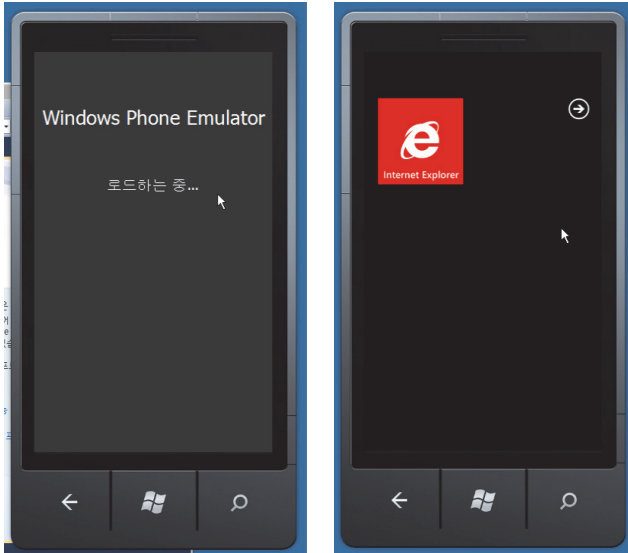 Windows Phone Emulator
로드하는 중...
Internet Explorer